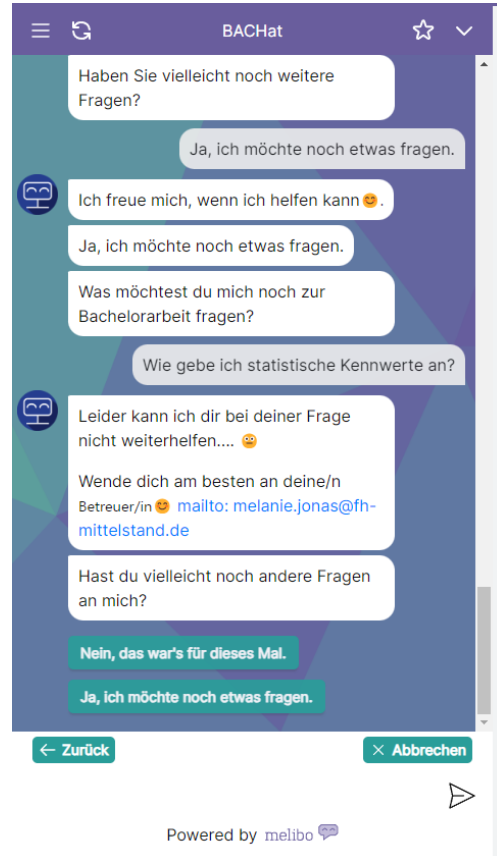 BACHat
Haben Sie vielleicht noch weitere
Fragen?
Ja, ich möchte noch etwas fragen.
Ich freue mich, wenn ich helfen kann😊.
Ja, ich möchte noch etwas fragen.
Was möchtest du mich noch zur
Bachelorarbeit fragen?
Wie gebe ich statistische Kennwerte an?
Leider kann ich dir bei deiner Frage
nicht weiterhelfen.... 😐
Wende dich am besten an deine/n
Betreuer/in😊 mailto: melanie.jonas@fh-
mittelstand.de
Hast du vielleicht noch andere Fragen
an mich?
Nein, das war's für dieses Mal.
Ja, ich möchte noch etwas fragen.
← Zurück
× Abbrechen
Powered by melibo